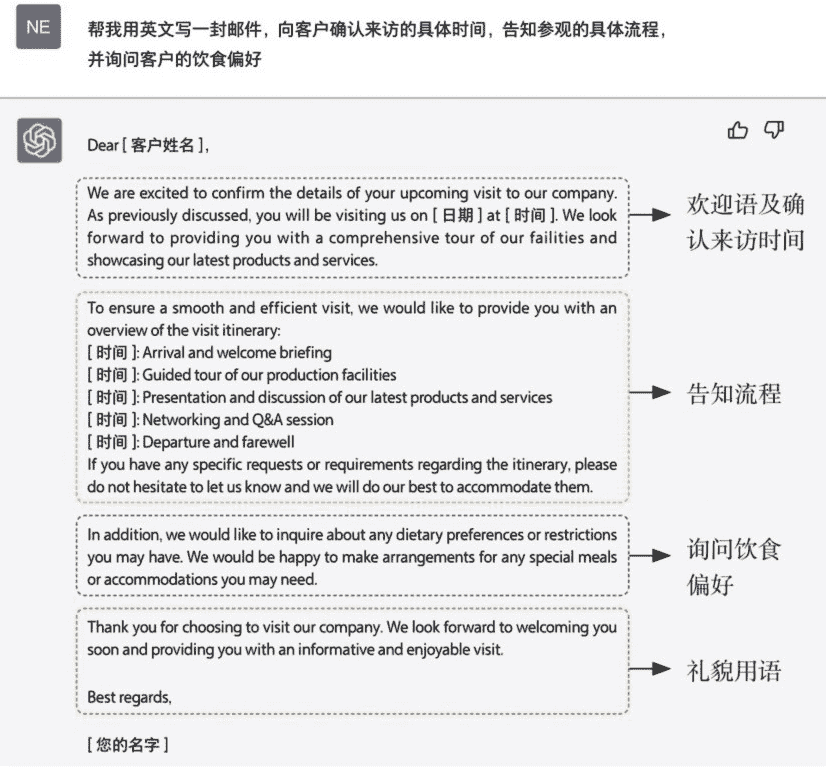 NE
帮我用英文写一封邮件，向客户确认来访的具体时间，告知参观的具体流程，
并询问客户的饮食偏好
Dear [ 客户姓名 ],
We are excited to confirm the details of your upcoming visit to our company.
As previously discussed, you will be visiting us on [ 日期 ] at [ 时间 ]. We look
forward to providing you with a comprehensive tour of our failities and
showcasing our latest products and services.
欢迎语及确
认来访时间
To ensure a smooth and efficient visit, we would like to provide you with an
overview of the visit itinerary:
[ 时间 ]: Arrival and welcome briefing
[ 时间 ]: Guided tour of our production facilities
[ 时间 ]: Presentation and discussion of our latest products and services
[ 时间 ]: Networking and Q&A session
[ 时间 ]: Departure and farewell
If you have any specific requests or requirements regarding the itinerary, please
do not hesitate to let us know and we will do our best to accommodate them.
告知流程
In addition, we would like to inquire about any dietary preferences or restrictions
you may have. We would be happy to make arrangements for any special meals
or accommodations you may need.
询问饮食
偏好
Thank you for choosing to visit our company. We look forward to welcoming you
soon and providing you with an informative and enjoyable visit.
Best regards,
礼貌用语
[ 您的名字 ]